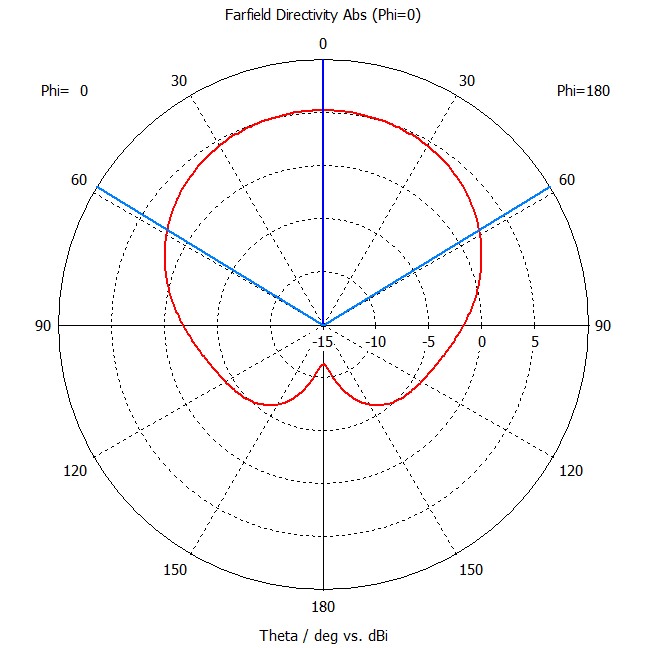 Farfield Directivity Abs (Phi=0)
0
30 30
Phi= 0 Phi=180
60 60
90 90
-15 -10 -5 0 5
120 120
150 150
180
Theta / deg vs. dBi